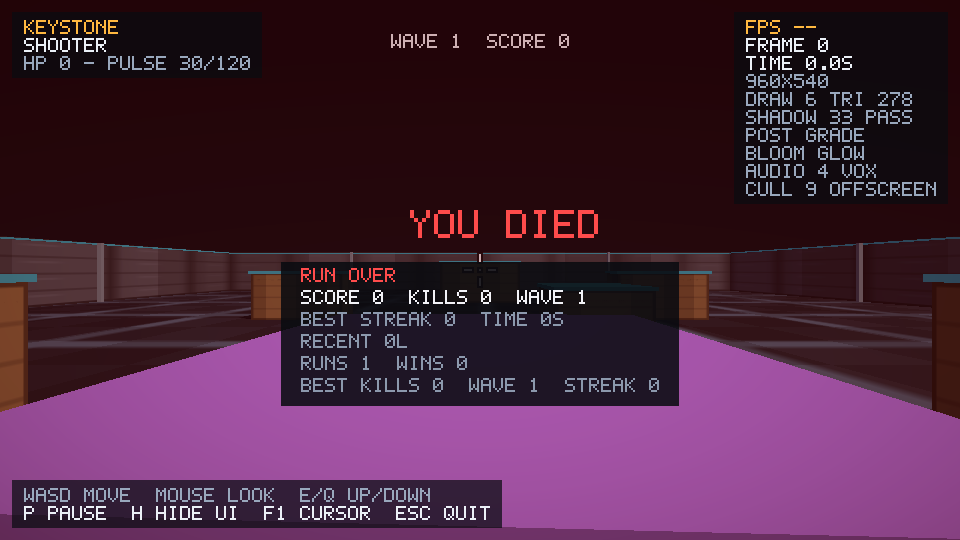 KEYSTONE
SHOOTER
HP 0 - PULSE 30/120
WAVE 1  SCORE 0
FPS --
FRAME 0
TIME 0.0S
960X540
DRAW 6 TRI 278
SHADOW 33 PASS
POST GRADE
BLOOM GLOW
AUDIO 4 VOX
CULL 9 OFFSCREEN
YOU DIED
RUN OVER
SCORE 0  KILLS 0  WAVE 1
BEST STREAK 0  TIME 0S
RECENT 0L
RUNS 1  WINS 0
BEST KILLS 0  WAVE 1  STREAK 0
WASD MOVE  MOUSE LOOK  E/Q UP/DOWN
P PAUSE  H HIDE UI  F1 CURSOR  ESC QUIT